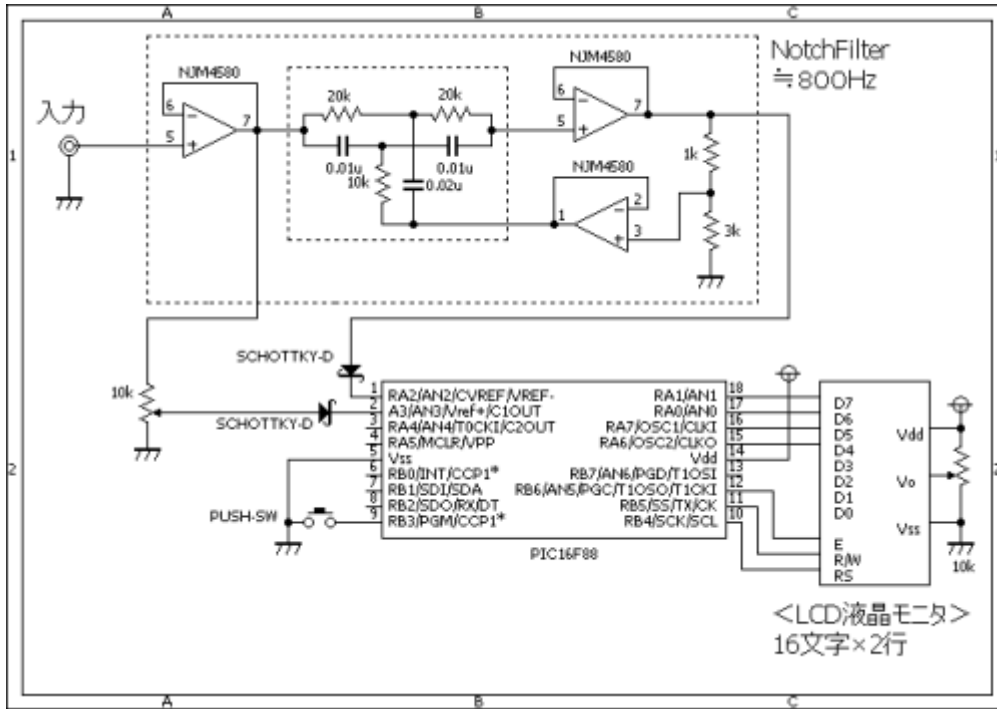 A B C
NotchFilter
≒800Hz
NJM4580
NJM4580
入力
6
7
5
20k
20k
0.01u
0.01u
10k
0.02u
6
7
5
NJM4580
1
2
3
1k
3k
1
1
SCHOTTKY-D
SCHOTTKY-D
10k
1 RA2/AN2/CVREF/VREF-
2 A3/AN3/Vref+/C1OUT
3 RA4/AN4/T0CKI/C2OUT
4 RA5/MCLR/VPP
5 Vss
6 RB0/INT/CCP1*
7 RB1/SDI/SDA
8 RB2/SDO/RX/DT
9 RB3/PGM/CCP1*
RA1/AN1 18
RA0/AN0 17
RA7/OSC1/CLKI 16
RA6/OSC2/CLKO 15
Vdd 14
RB7/AN6/PGD/T1OSI 13
RB6/AN5/PGC/T1OSO/T1CKI 12
RB5/SS/TX/CK 11
RB4/SCK/SCL 10
PIC16F88
PUSH-SW
D7
D6
D5
D4
D3
D2
D1
D0
E
R/W
RS
Vdd
Vo
Vss
10k
2
2
<LCD液晶モニタ>
16文字×2行
A B C